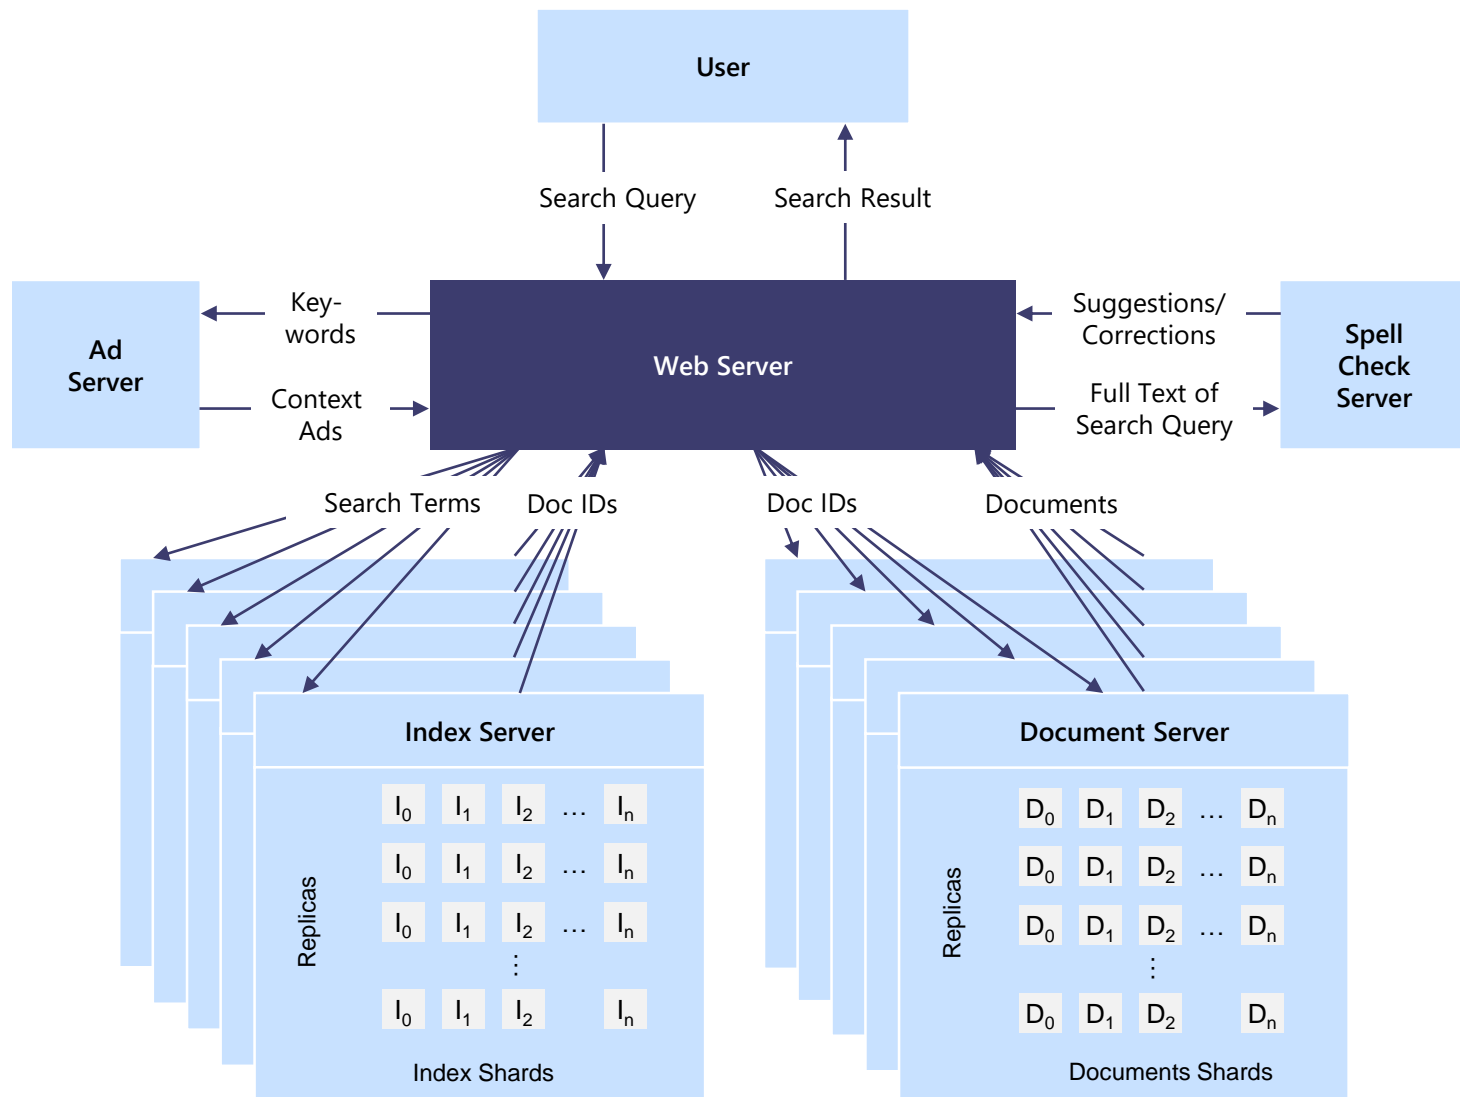 User
Search Query
Search Result
Ad
Server
Key-
words
Context
Ads
Web Server
Suggestions/
Corrections
Full Text of
Search Query
Spell
Check
Server
Search Terms
Doc IDs
Doc IDs
Documents
Index Server
Replicas
I0 I1 I2 … In
I0 I1 I2 … In
I0 I1 I2 … In
⋮
I0 I1 I2 In
Index Shards
Document Server
Replicas
D0 D1 D2 … Dn
D0 D1 D2 … Dn
D0 D1 D2 … Dn
⋮
D0 D1 D2 Dn
Documents Shards